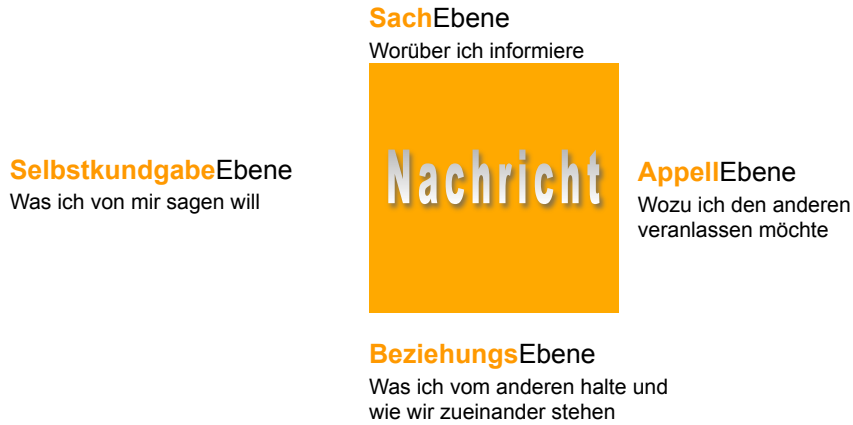 SachEbene
Worüber ich informiere
SelbstkundgabeEbene
Was ich von mir sagen will
Nachricht
AppellEbene
Wozu ich den anderen
veranlassen möchte
BeziehungsEbene
Was ich vom anderen halte und
wie wir zueinander stehen